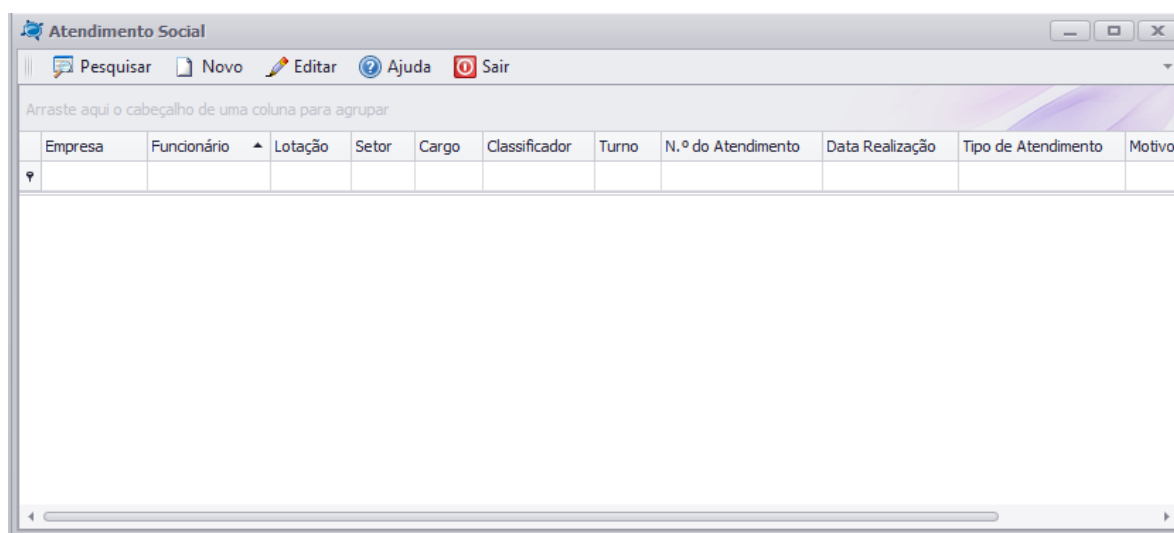 Atendimento Social
Pesquisar Novo Editar Ajuda Sair
Arraste aqui o cabeçalho de uma coluna para agrupar
Empresa Funcionário Lotação Setor Cargo Classificador Turno N.º do Atendimento Data Realização Tipo de Atendimento Motivo